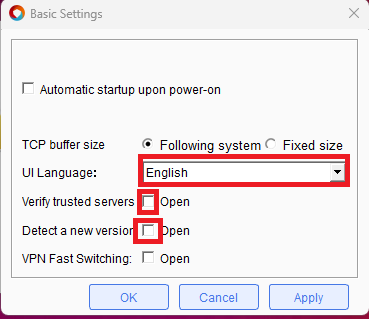 Basic Settings
Automatic startup upon power-on
TCP buffer size Following system Fixed size
UI Language: English
Verify trusted servers Open
Detect a new version Open
VPN Fast Switching: Open
OK Cancel Apply